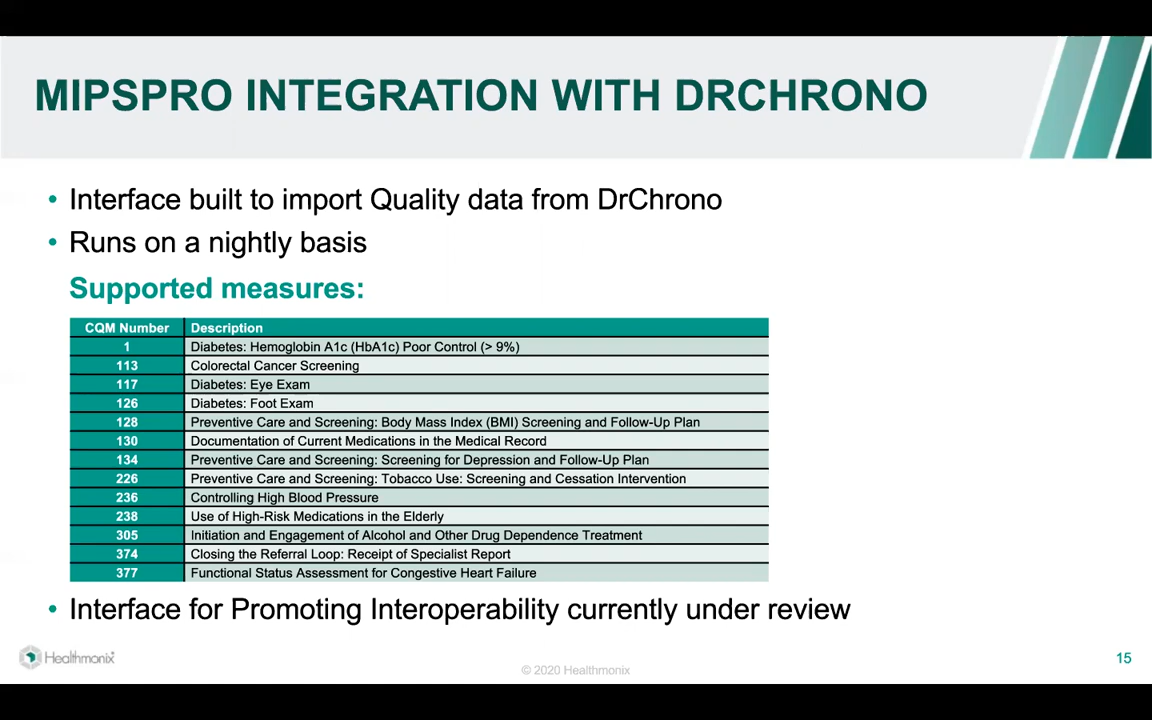 MIPSPRO INTEGRATION WITH DRCHRONO
• Interface built to import Quality data from DrChrono
• Runs on a nightly basis
Supported measures:
CQM Number Description
1 Diabetes: Hemoglobin A1c (HbA1c) Poor Control (> 9%)
113 Colorectal Cancer Screening
117 Diabetes: Eye Exam
126 Diabetes: Foot Exam
128 Preventive Care and Screening: Body Mass Index (BMI) Screening and Follow-Up Plan
130 Documentation of Current Medications in the Medical Record
134 Preventive Care and Screening: Screening for Depression and Follow-Up Plan
226 Preventive Care and Screening: Tobacco Use: Screening and Cessation Intervention
236 Controlling High Blood Pressure
238 Use of High-Risk Medications in the Elderly
305 Initiation and Engagement of Alcohol and Other Drug Dependence Treatment
374 Closing the Referral Loop: Receipt of Specialist Report
377 Functional Status Assessment for Congestive Heart Failure
• Interface for Promoting Interoperability currently under review
Healthmonix
© 2020 Healthmonix
15